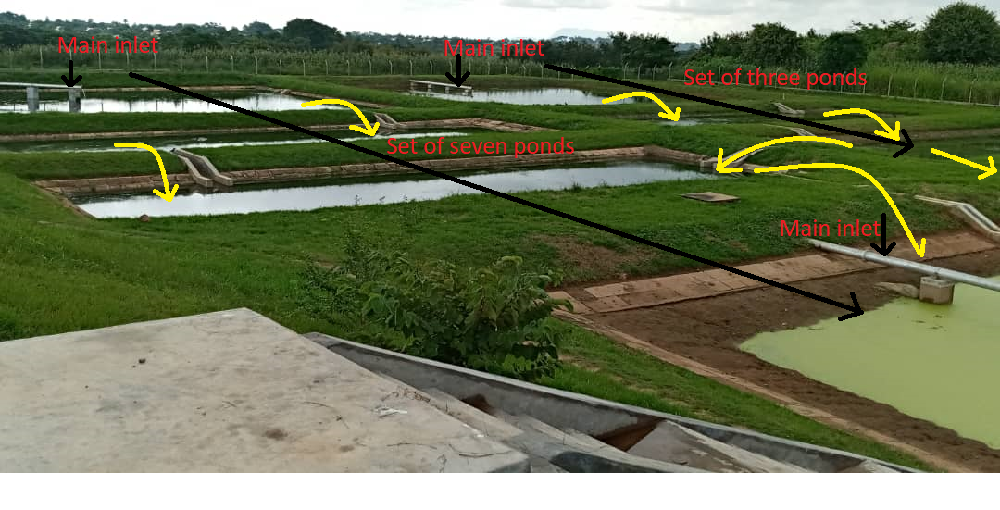 Main inlet
Main inlet
Set of three ponds
Set of seven ponds
Main inlet